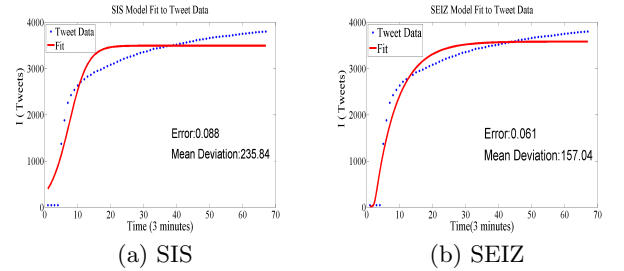 SIS Model Fit to Tweet Data
Tweet Data
Fit
I ( Tweets)
4000
3000
2000
1000
0
Error:0.088
Mean Deviation:235.84
0 10 20 30 40 50 60 70
Time (3 minutes)
(a) SIS
SEIZ Model Fit to Tweet Data
Tweet Data
Fit
I (Tweets)
4000
3000
2000
1000
0
Error:0.061
Mean Deviation:157.04
0 10 20 30 40 50 60 70
Time(3 minutes)
(b) SEIZ